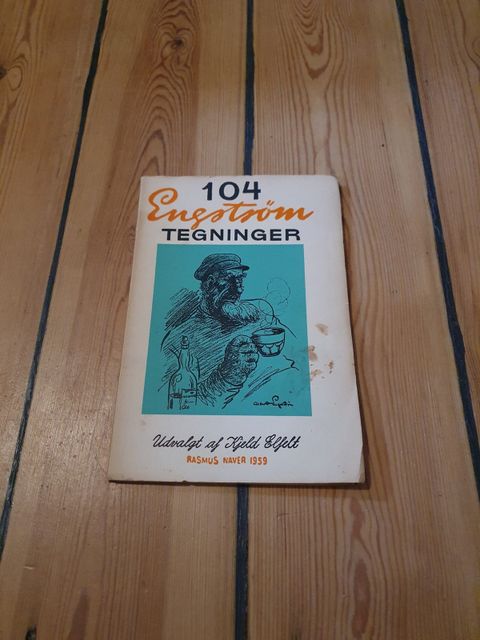 104
Engström
TEGNINGER
Udvalgt af Kjeld Elfelt
RASMUS NAVER 1959